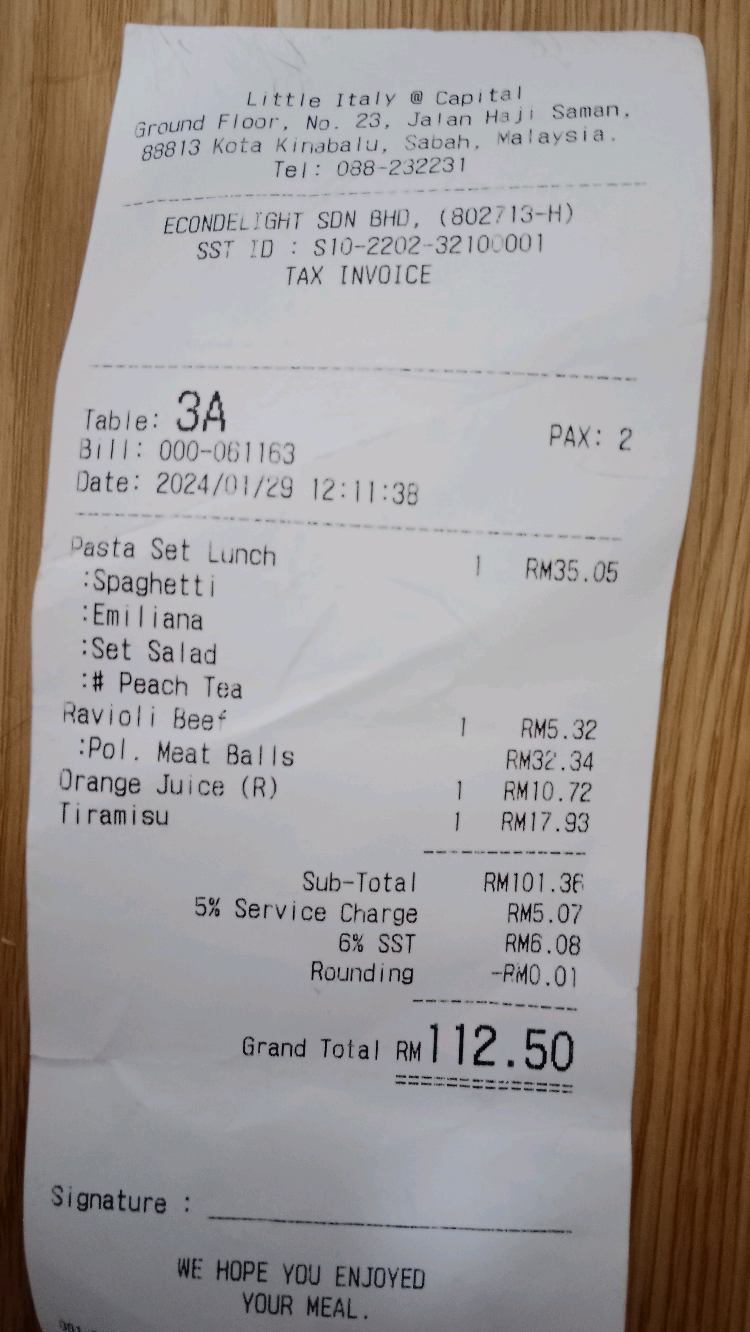 Little Italy @ Capital
Ground Floor, No. 23, Jalan Haji Saman,
88813 Kota Kinabalu, Sabah, Malaysia.
Tel: 088-232231
ECONDELIGHT SDN BHD, (802713-H)
SST ID : S10-2202-32100001
TAX INVOICE
Table: 3A PAX: 2
Bill: 000-061163
Date: 2024/01/29 12:11:38
Pasta Set Lunch 1 RM35.05
:Spaghetti
:Emiliana
:Set Salad
:# Peach Tea
Ravioli Beef 1 RM5.32
:Pol. Meat Balls RM32.34
Orange Juice (R) 1 RM10.72
Tiramisu 1 RM17.93
Sub-Total RM101.36
5% Service Charge RM5.07
6% SST RM6.08
Rounding -RM0.01
Grand Total RM112.50
Signature :
WE HOPE YOU ENJOYED
YOUR MEAL.